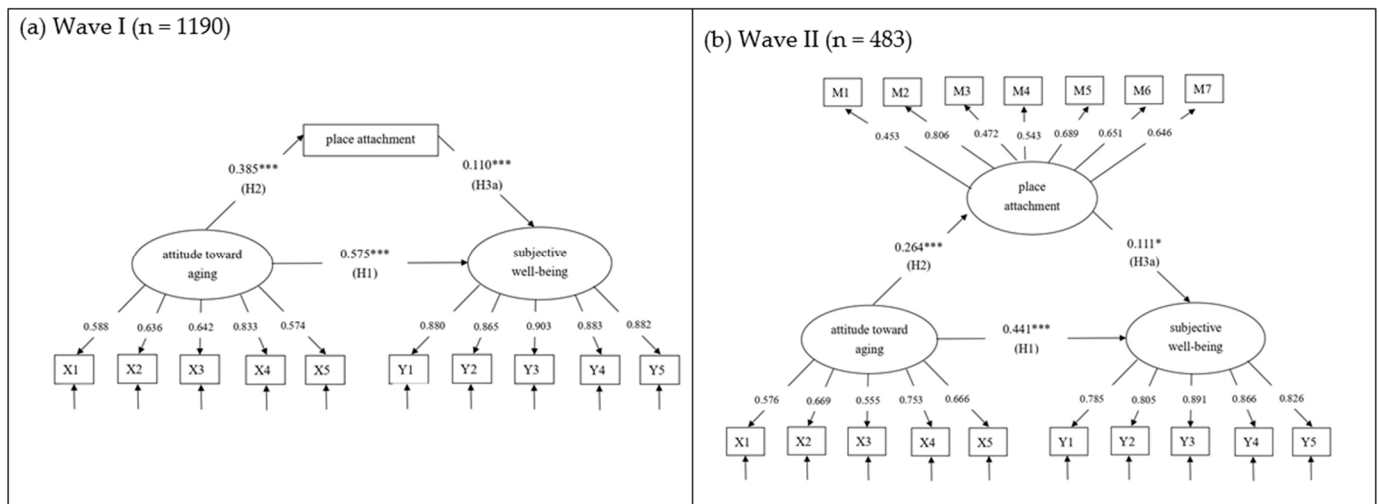 (a) Wave I (n = 1190)
place attachment
0.385***
(H2)
0.110***
(H3a)
attitude toward
aging
0.575***
(H1)
subjective
well-being
0.588
0.636
0.642
0.833
0.574
0.880
0.865
0.903
0.883
0.882
X1
X2
X3
X4
X5
Y1
Y2
Y3
Y4
Y5
(b) Wave II (n = 483)
M1
M2
M3
M4
M5
M6
M7
0.453
0.806
0.472
0.543
0.689
0.651
0.646
place
attachment
0.264***
(H2)
0.111*
(H3a)
attitude toward
aging
0.441***
(H1)
subjective
well-being
0.576
0.669
0.555
0.753
0.666
0.785
0.805
0.891
0.866
0.826
X1
X2
X3
X4
X5
Y1
Y2
Y3
Y4
Y5